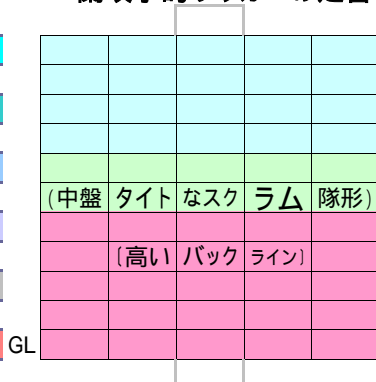 (中盤 タイト なスク ラム 隊形)
〔高い バック ライン〕
GL